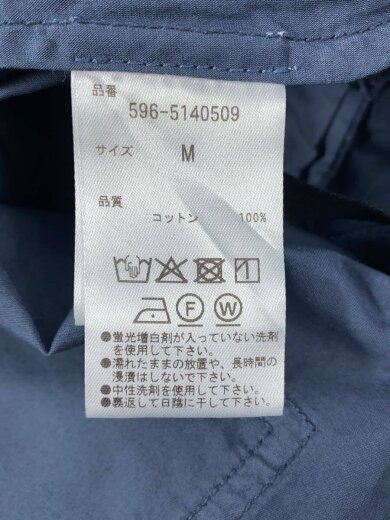 品番
596-5140509
サイズ M
品質
コットン 100%
F W
●蛍光増白剤が入っていない洗剤
を使用して下さい。
●濡れたままの放置や、長時間の
浸漬はしないで下さい。
●中性洗剤を使用して下さい。
●裏返して日陰に干して下さい。